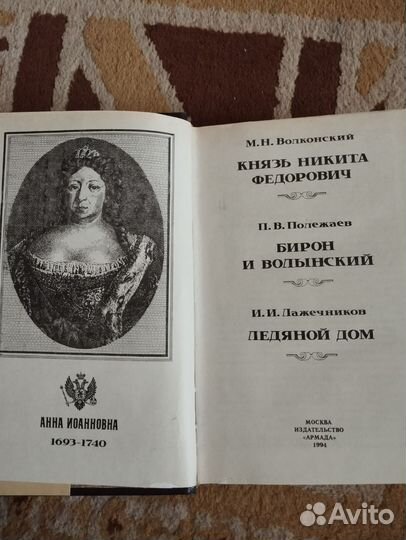 АННА ИОАННОВНА
1693-1740
М.Н. Волконский
КНЯЗЬ НИКИТА
ФЕДОРОВИЧ
П.В. Полежаев
БИРОН
И ВОЛЫНСКИЙ
И.И. Лажечников
ЛЕДЯНОЙ ДОМ
МОСКВА
ИЗДАТЕЛЬСТВО
«АРМАДА»
1994
Avito